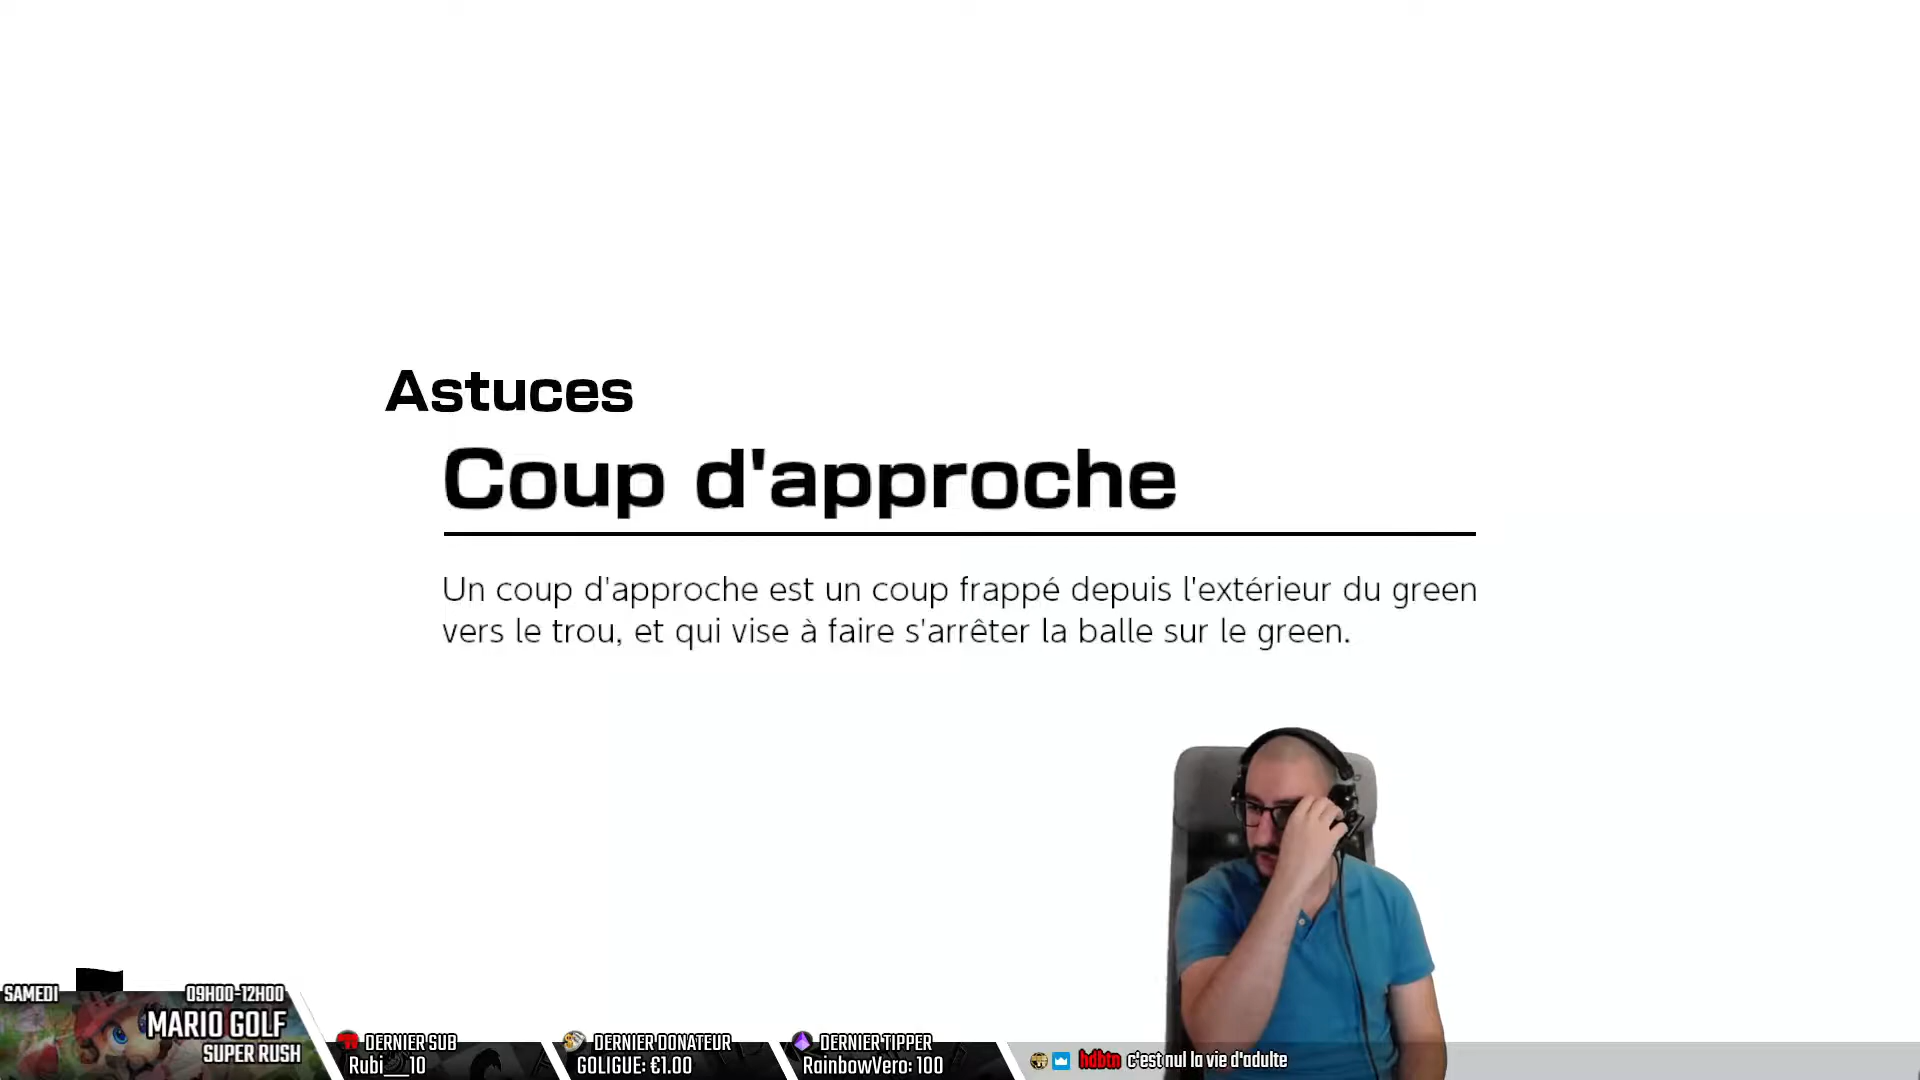 Astuces
Coup d'approche
Un coup d'approche est un coup frappé depuis l'extérieur du green
vers le trou, et qui vise à faire s'arrêter la balle sur le green.
SAMEDI 09H00-12H00
MARIO GOLF
SUPER RUSH
DERNIER SUB
Rubi__10
DERNIER DONATEUR
GOLIGUE: €1.00
DERNIER TIPPER
RainbowVero: 100
hdbtn c'est nul la vie d'adulte